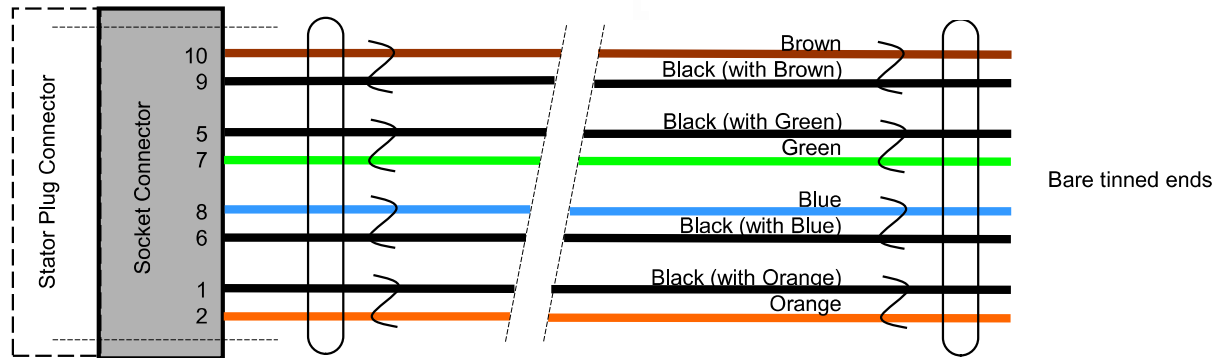 Stator Plug Connector
Socket Connector
10
Brown
9
Black (with Brown)
5
Black (with Green)
7
Green
8
Blue
6
Black (with Blue)
1
Black (with Orange)
2
Orange
Bare tinned ends